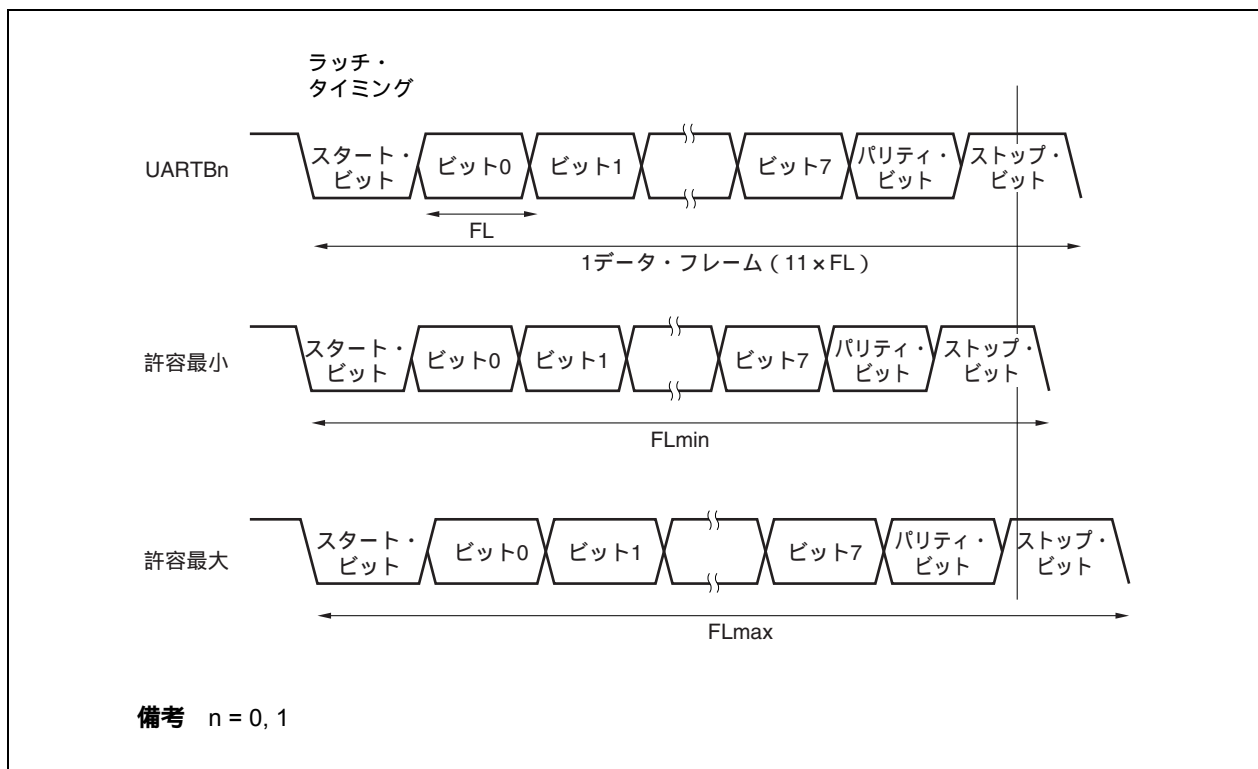 ラッチ・
タイミング
UARTBn
スタート・
ビット
ビット0
ビット1
ビット7
パリティ・
ビット
ストップ・
ビット
FL
1データ・フレーム(11×FL)
許容最小
スタート・
ビット
ビット0
ビット1
ビット7
パリティ・
ビット
ストップ・
ビット
FLmin
許容最大
スタート・
ビット
ビット0
ビット1
ビット7
パリティ・
ビット
ストップ・
ビット
FLmax
備考 n = 0, 1